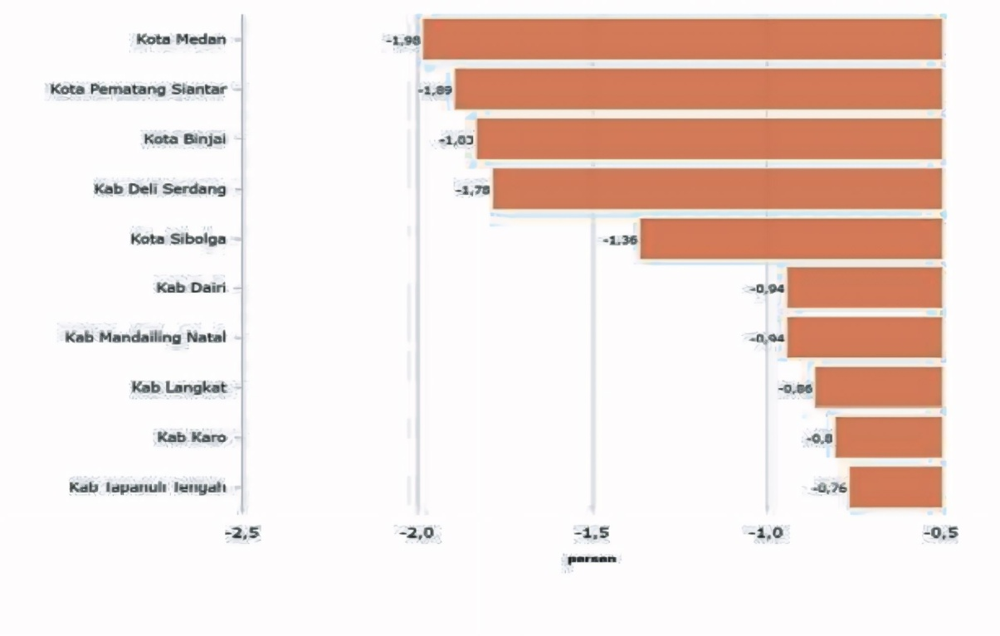 Kota Medan
-1,98
Kota Pematang Siantar
-1,89
Kota Binjai
-1,83
Kab Deli Serdang
-1,78
Kota Sibolga
-1,36
Kab Dairi
-0,94
Kab Mandailing Natal
-0,94
Kab Langkat
-0,86
Kab Karo
-0,8
Kab Tapanuli Tengah
-0,76
-2,5 -2,0 -1,5 -1,0 -0,5
persen